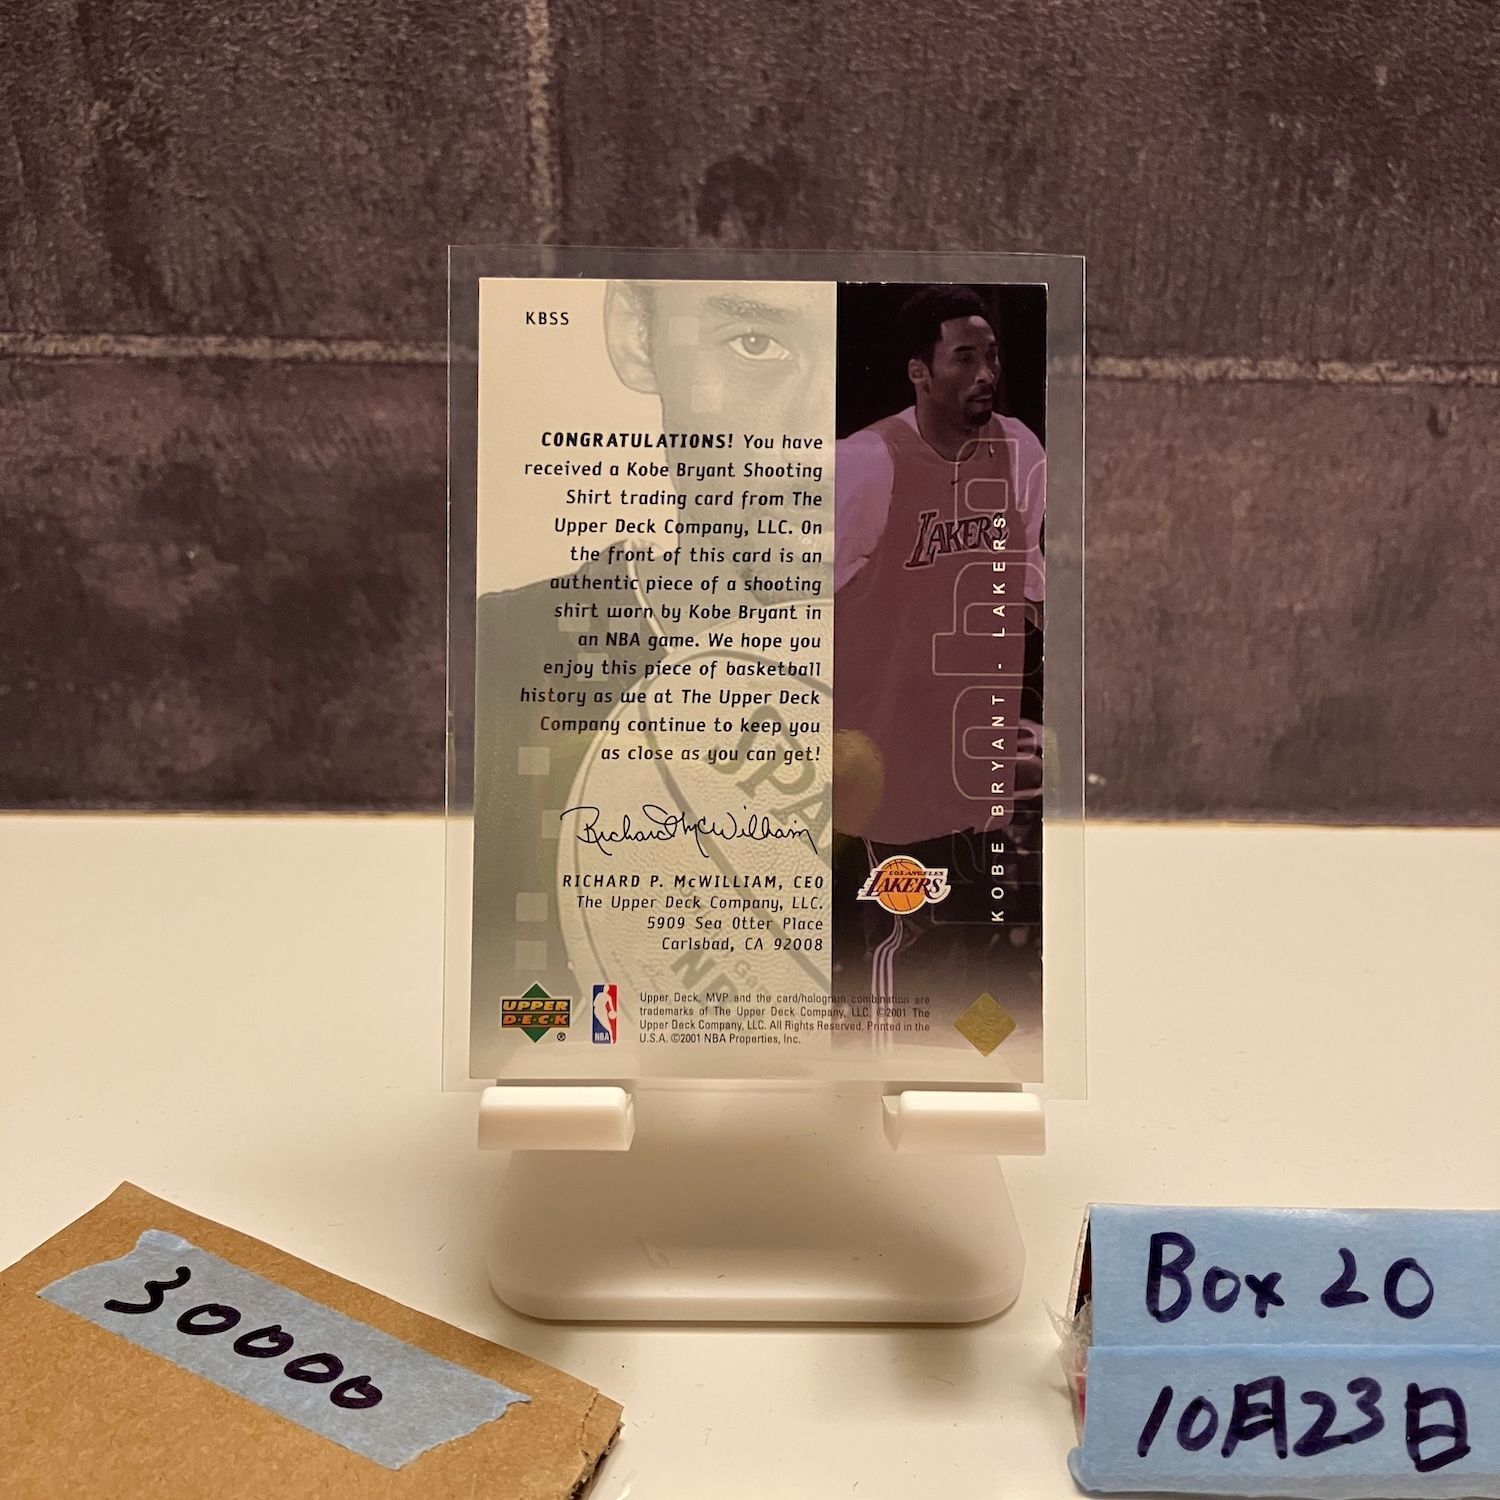 KBSS
CONGRATULATIONS! You have
received a Kobe Bryant Shooting
Shirt trading card from The
Upper Deck Company, LLC. On
the front of this card is an
authentic piece of a shooting
shirt worn by Kobe Bryant in
an NBA game. We hope you
enjoy this piece of basketball
history as we at The Upper Deck
Company continue to keep you
as close as you can get!
Richard McWilliam
RICHARD P. McWILLIAM, CEO
The Upper Deck Company, LLC.
5909 Sea Otter Place
Carlsbad, CA 92008
UPPER
D·E·C·K
®
NBA
Upper Deck, MVP and the card/hologram combination are
trademarks of The Upper Deck Company, LLC. ©2001 The
Upper Deck Company, LLC. All Rights Reserved. Printed in the
U.S.A. ©2001 NBA Properties, Inc.
LAKERS
KOBE BRYANT - LAKERS
kobe
LOS ANGELES
LAKERS
SPA
30000
Box 20
10月23日